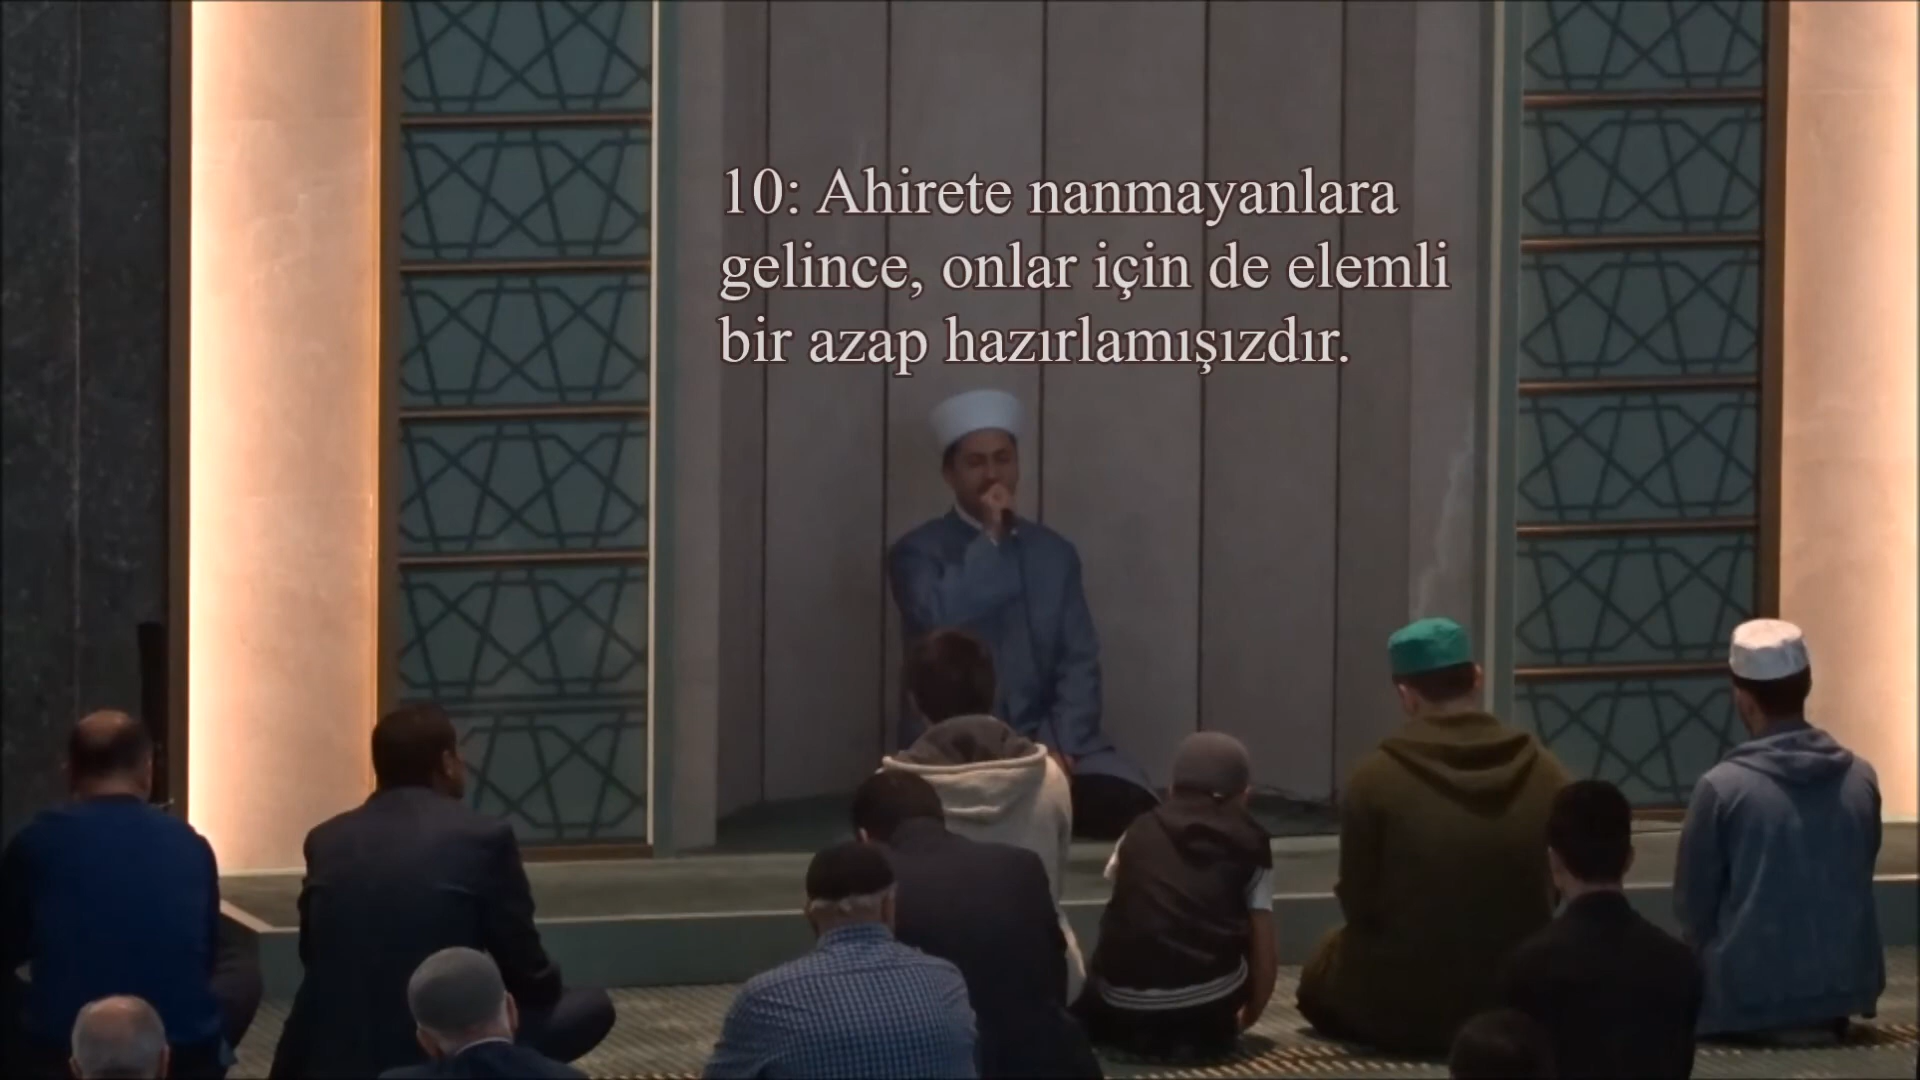 10: Ahirete nanmayanlara
gelince, onlar için de elemli
bir azap hazırlamışızdır.